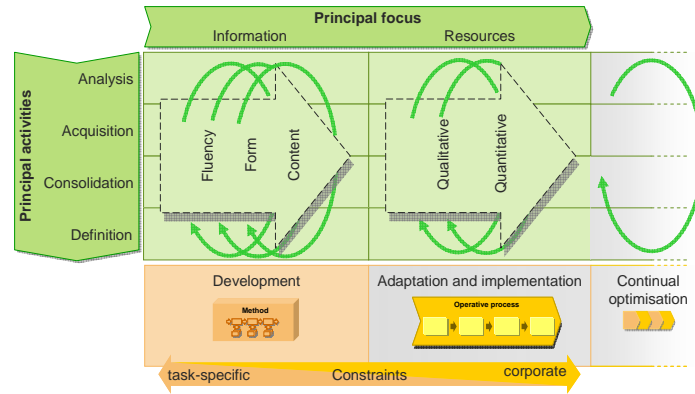 Principal focus
Information
Resources
Principal activities
Analysis
Acquisition
Consolidation
Definition
Fluency
Form
Content
Qualitative
Quantitative
Development
Adaptation and implementation
Continual
optimisation
Method
Operative process
task-specific
Constraints
corporate